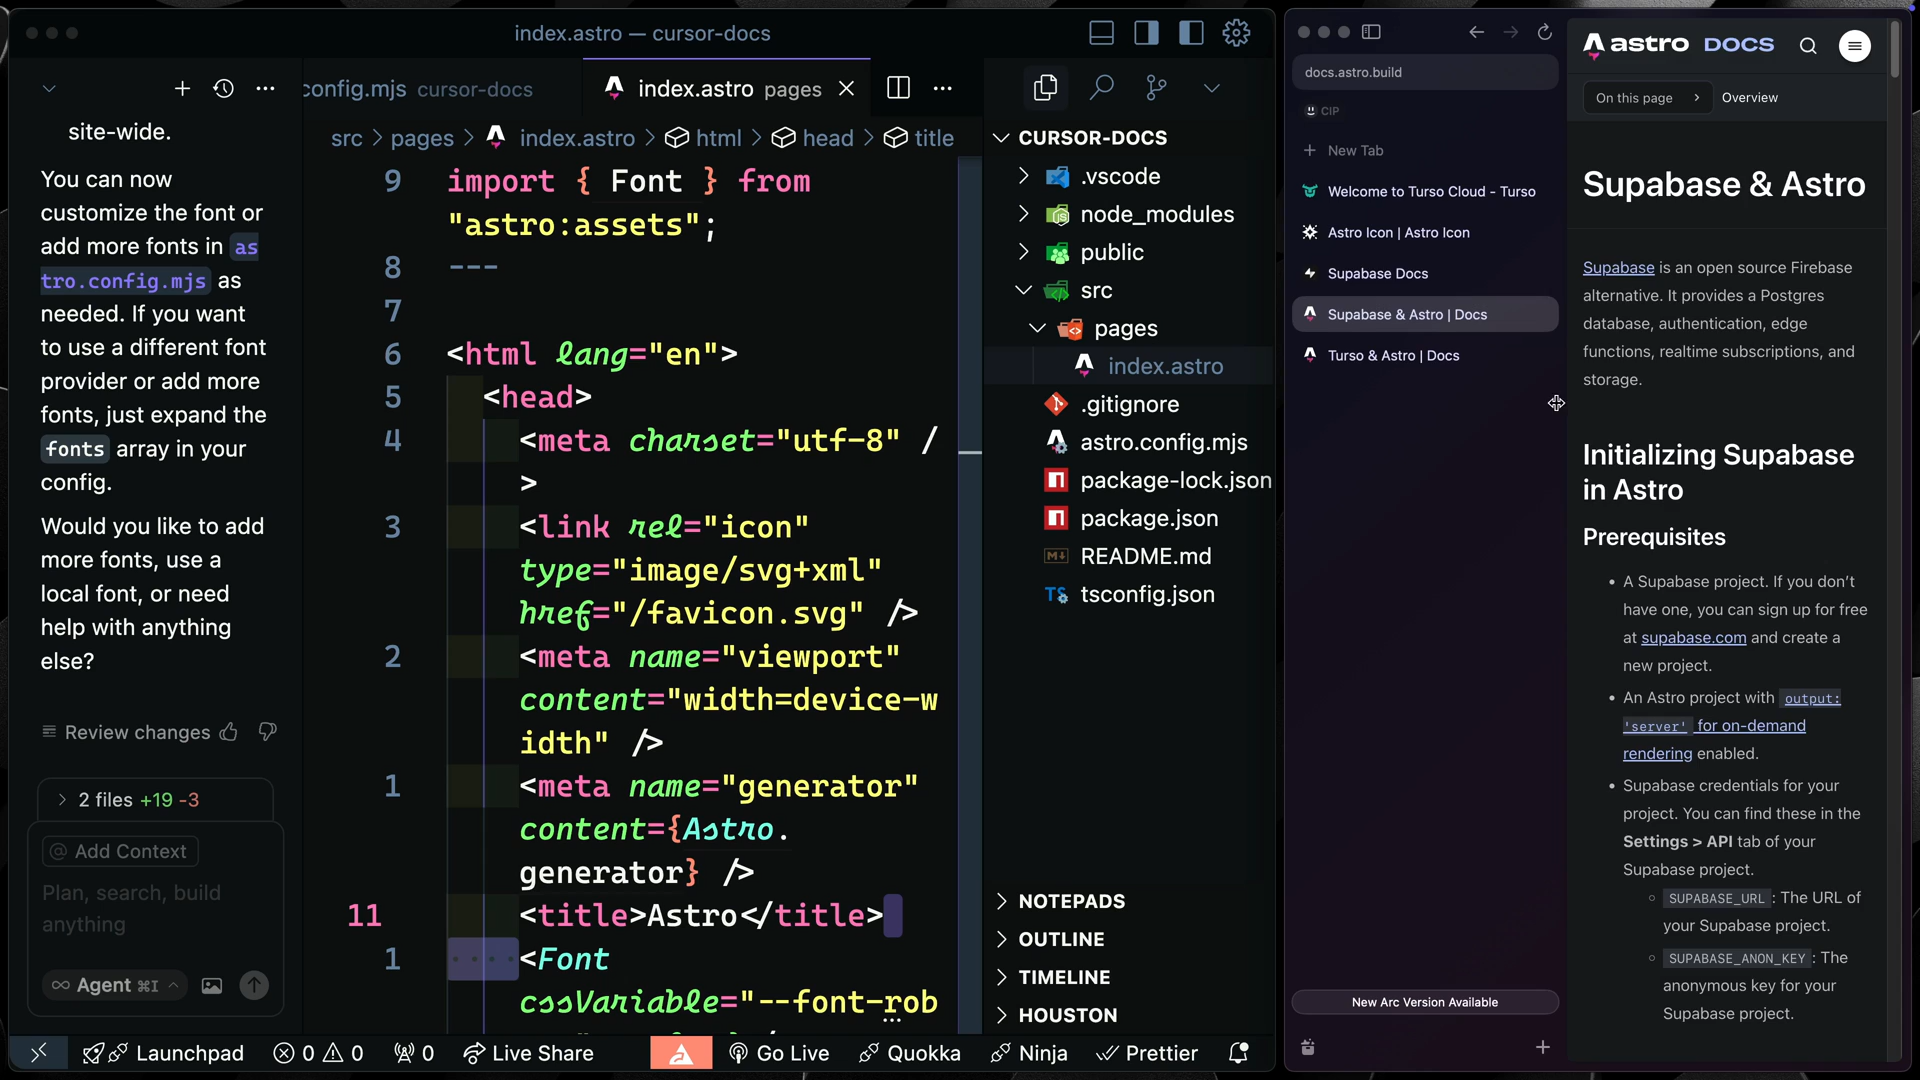 index.astro — cursor-docs
site-wide.
You can now
customize the font or
add more fonts in as
tro.config.mjs as
needed. If you want
to use a different font
provider or add more
fonts, just expand the
fonts array in your
config.
Would you like to add
more fonts, use a
local font, or need
help with anything
else?
Review changes
2 files +19 -3
@ Add Context
Plan, search, build
anything
∞ Agent ⌘I
config.mjs cursor-docs
index.astro pages
src > pages > index.astro > html > head > title
9 import { Font } from
"astro:assets";
8 ---
7
6 <html lang="en">
5 <head>
4 <meta charset="utf-8" /
>
3 <link rel="icon"
type="image/svg+xml"
href="/favicon.svg" />
2 <meta name="viewport"
content="width=device-w
idth" />
1 <meta name="generator"
content={Astro.
generator} />
11 <title>Astro</title>
1 <Font
cssVariable="--font-rob
CURSOR-DOCS
.vscode
node_modules
public
src
pages
index.astro
.gitignore
astro.config.mjs
package-lock.json
package.json
README.md
tsconfig.json
NOTEPADS
OUTLINE
TIMELINE
HOUSTON
Launchpad 0 0 0 Live Share Go Live Quokka Ninja Prettier
docs.astro.build
CIP
+ New Tab
Welcome to Turso Cloud - Turso
Astro Icon | Astro Icon
Supabase Docs
Supabase & Astro | Docs
Turso & Astro | Docs
New Arc Version Available
astro DOCS
On this page > Overview
Supabase & Astro
Supabase is an open source Firebase
alternative. It provides a Postgres
database, authentication, edge
functions, realtime subscriptions, and
storage.
Initializing Supabase
in Astro
Prerequisites
• A Supabase project. If you don't
have one, you can sign up for free
at supabase.com and create a
new project.
• An Astro project with output:
'server' for on-demand
rendering enabled.
• Supabase credentials for your
project. You can find these in the
Settings > API tab of your
Supabase project.
SUPABASE_URL : The URL of
your Supabase project.
SUPABASE_ANON_KEY : The
anonymous key for your
Supabase project.